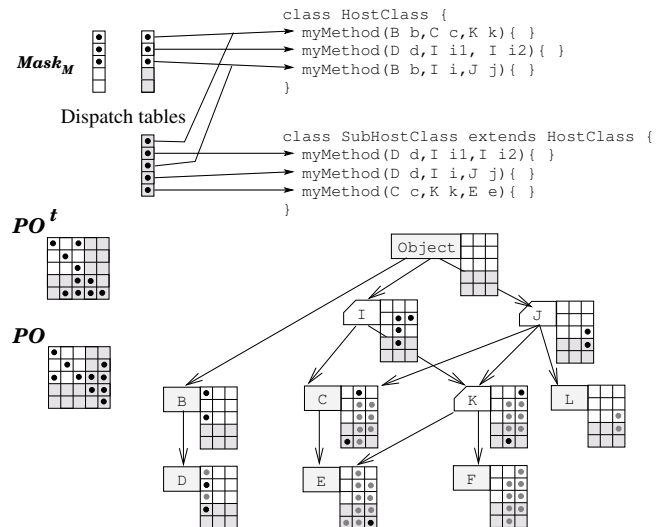 class HostClass {
myMethod(B b,C c,K k){ }
myMethod(D d,I i1, I i2){ }
myMethod(B b,I i,J j){ }
}
Mask M
Dispatch tables
class SubHostClass extends HostClass {
myMethod(D d,I i1,I i2){ }
myMethod(D d,I i,J j){ }
myMethod(C c,K k,E e){ }
}
PO t
Object
I
J
PO
B
C
K
L
D
E
F